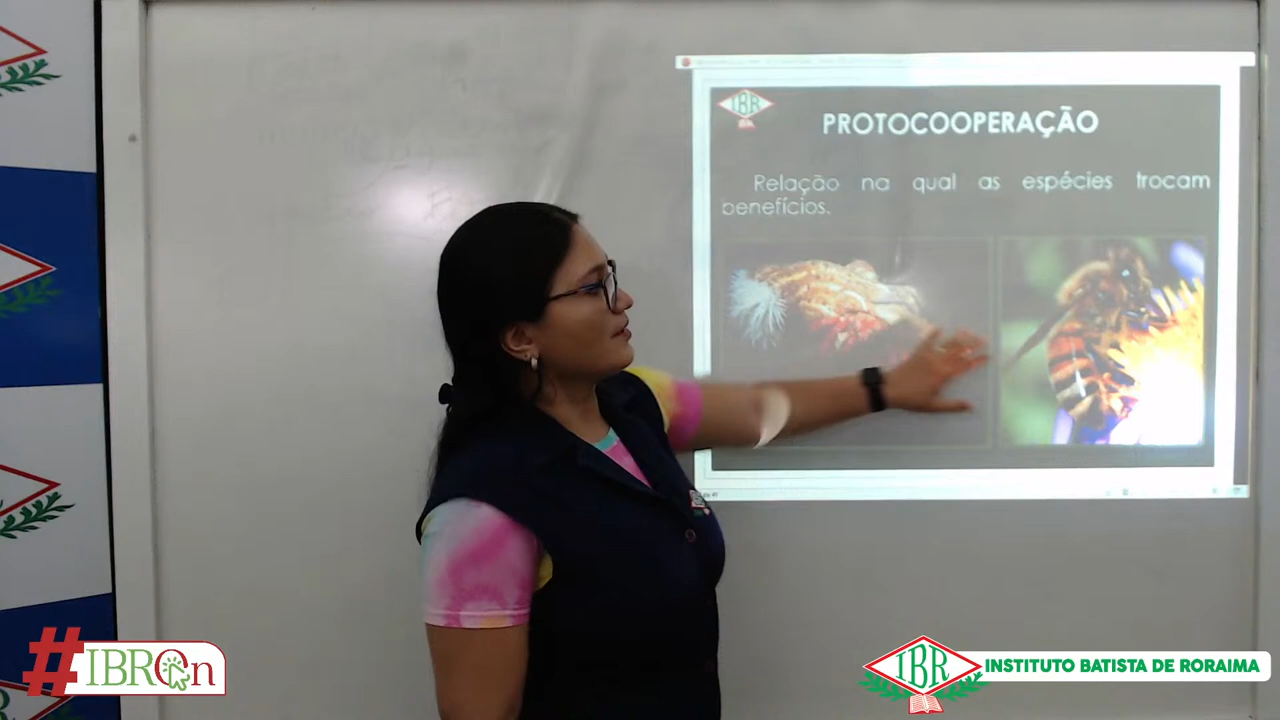 IBR
PROTOCOOPERAÇÃO
Relação na qual as espécies trocam
benefícios.
#IBROn
IBR
INSTITUTO BATISTA DE RORAIMA